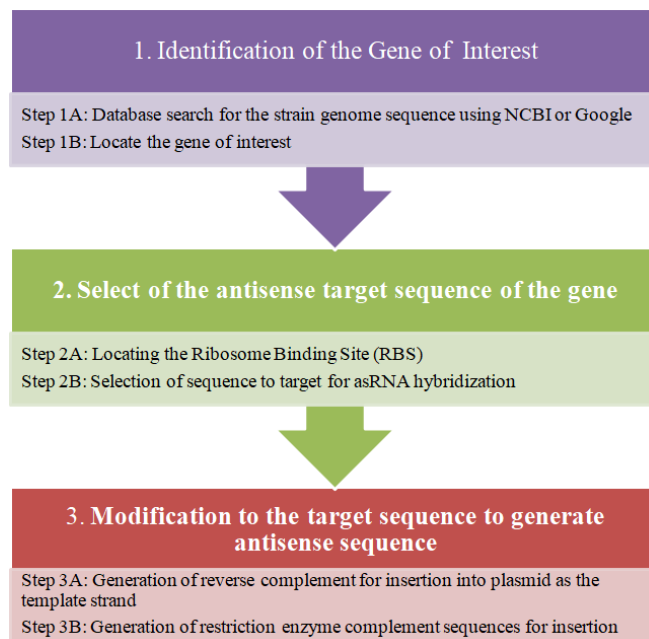 1. Identification of the Gene of Interest
Step 1A: Database search for the strain genome sequence using NCBI or Google
Step 1B: Locate the gene of interest
2. Select of the antisense target sequence of the gene
Step 2A: Locating the Ribosome Binding Site (RBS)
Step 2B: Selection of sequence to target for asRNA hybridization
3. Modification to the target sequence to generate
antisense sequence
Step 3A: Generation of reverse complement for insertion into plasmid as the
template strand
Step 3B: Generation of restriction enzyme complement sequences for insertion